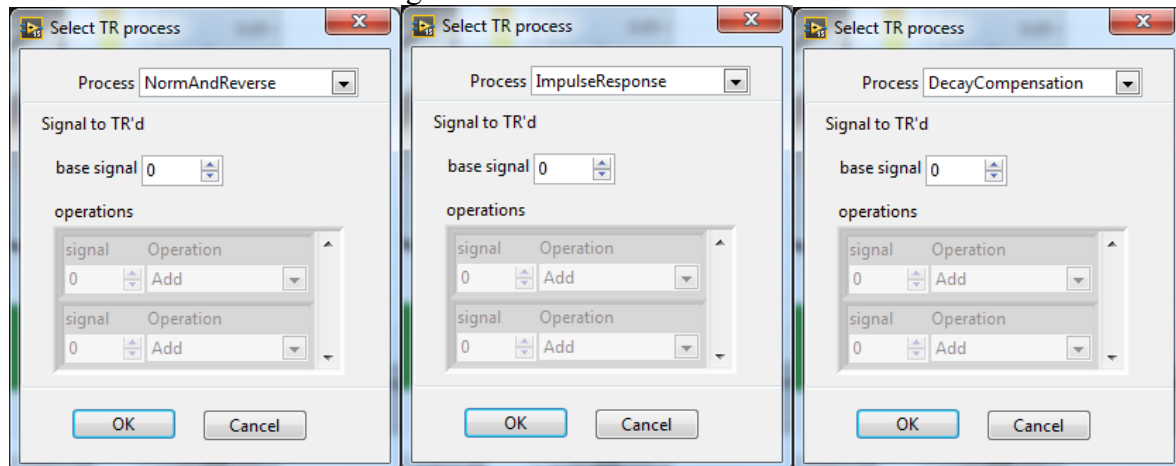 Select TR process
Process NormAndReverse
Signal to TR'd
base signal 0
operations
signal Operation
0 Add
signal Operation
0 Add
OK Cancel
Select TR process
Process ImpulseResponse
Signal to TR'd
base signal 0
operations
signal Operation
0 Add
signal Operation
0 Add
OK Cancel
Select TR process
Process DecayCompensation
Signal to TR'd
base signal 0
operations
signal Operation
0 Add
signal Operation
0 Add
OK Cancel